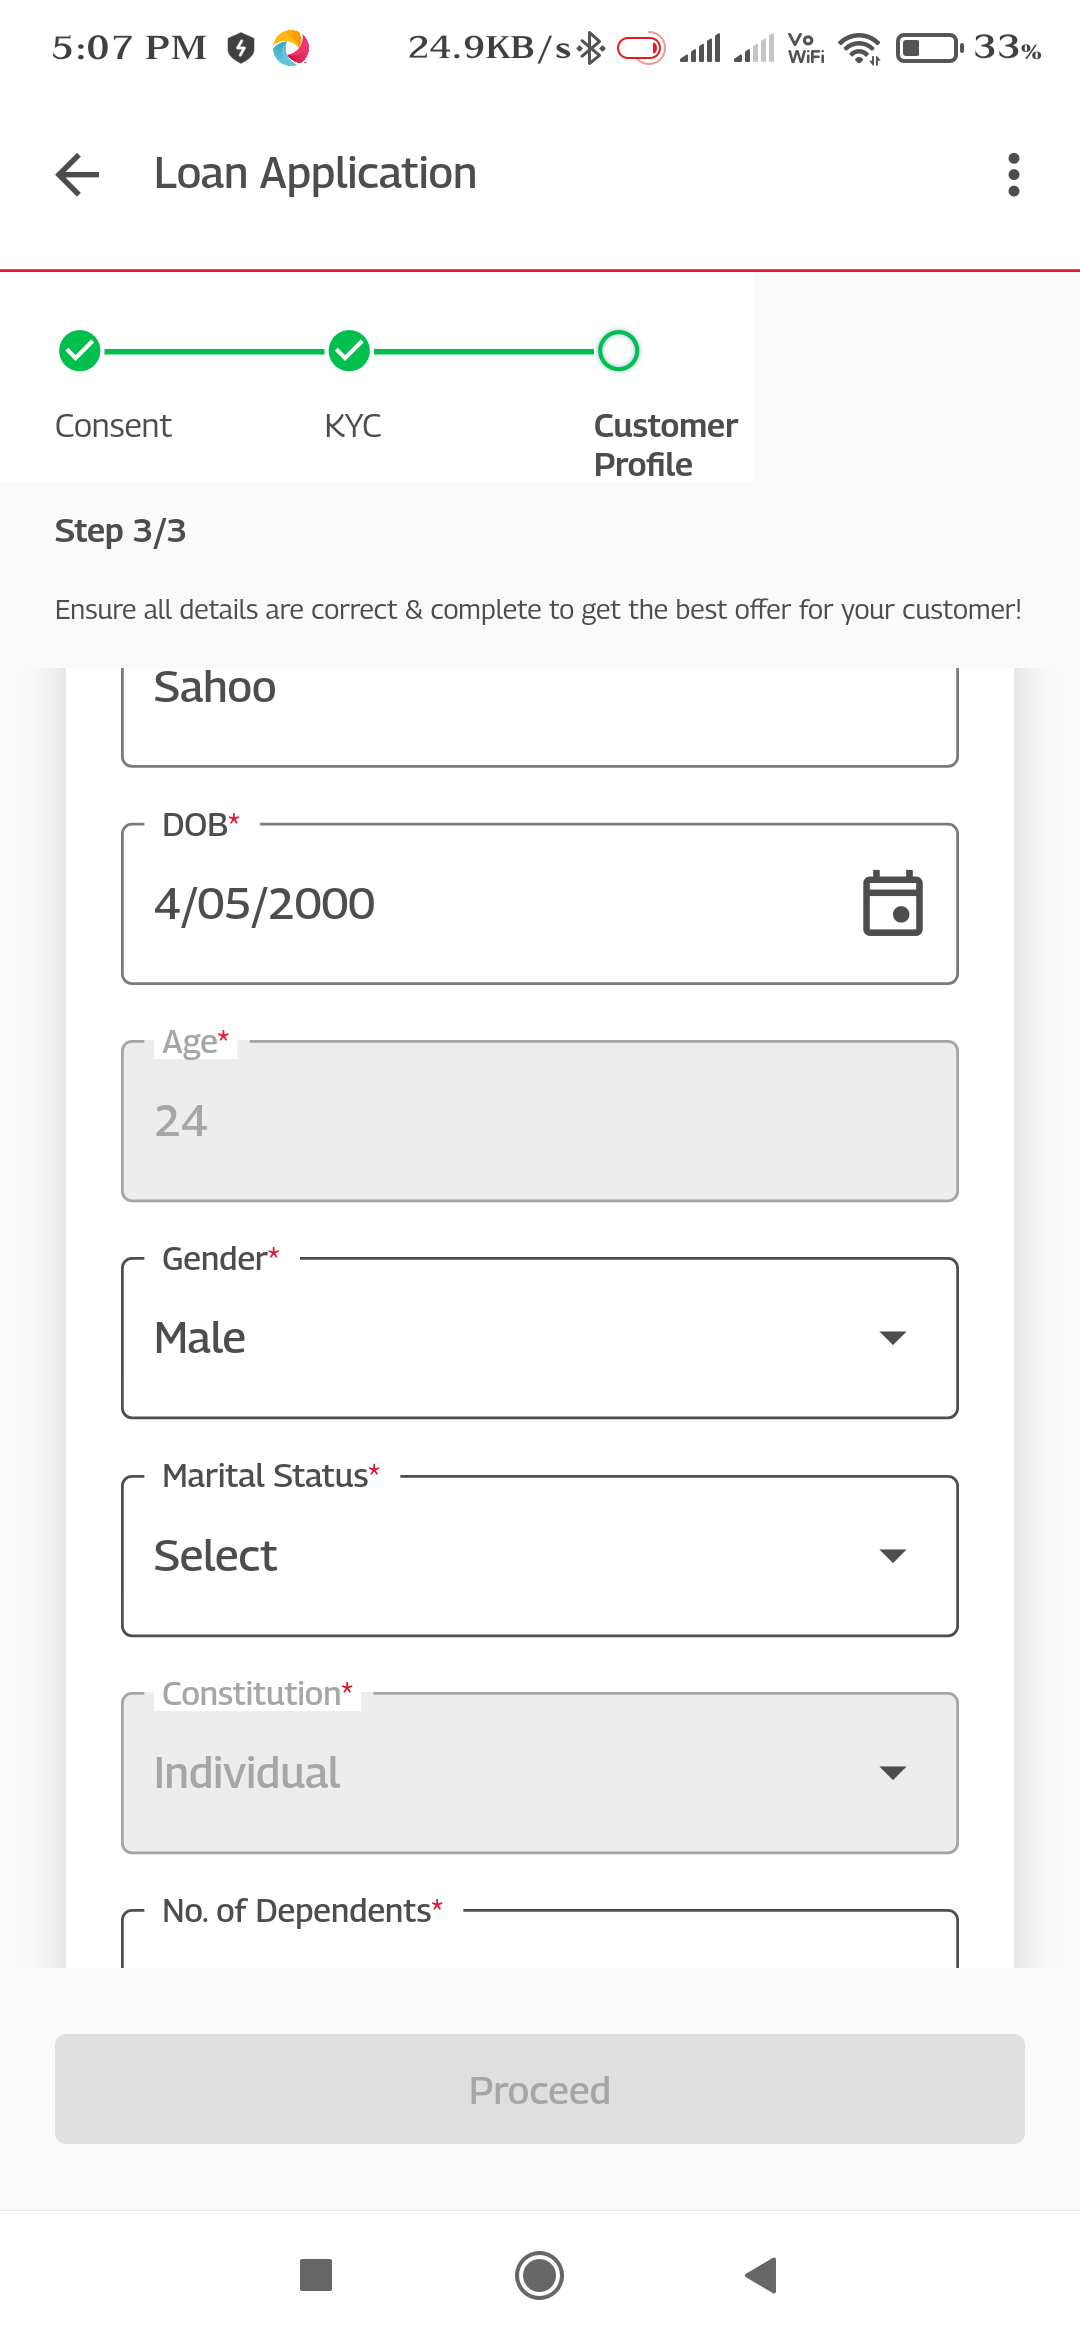 5:07 PM 24.9KB/s Vo WiFi 33%
Loan Application
Consent KYC Customer
Profile
Step 3/3
Ensure all details are correct & complete to get the best offer for your customer!
Sahoo
DOB*
4/05/2000
Age*
24
Gender*
Male
Marital Status*
Select
Constitution*
Individual
No. of Dependents*
Proceed